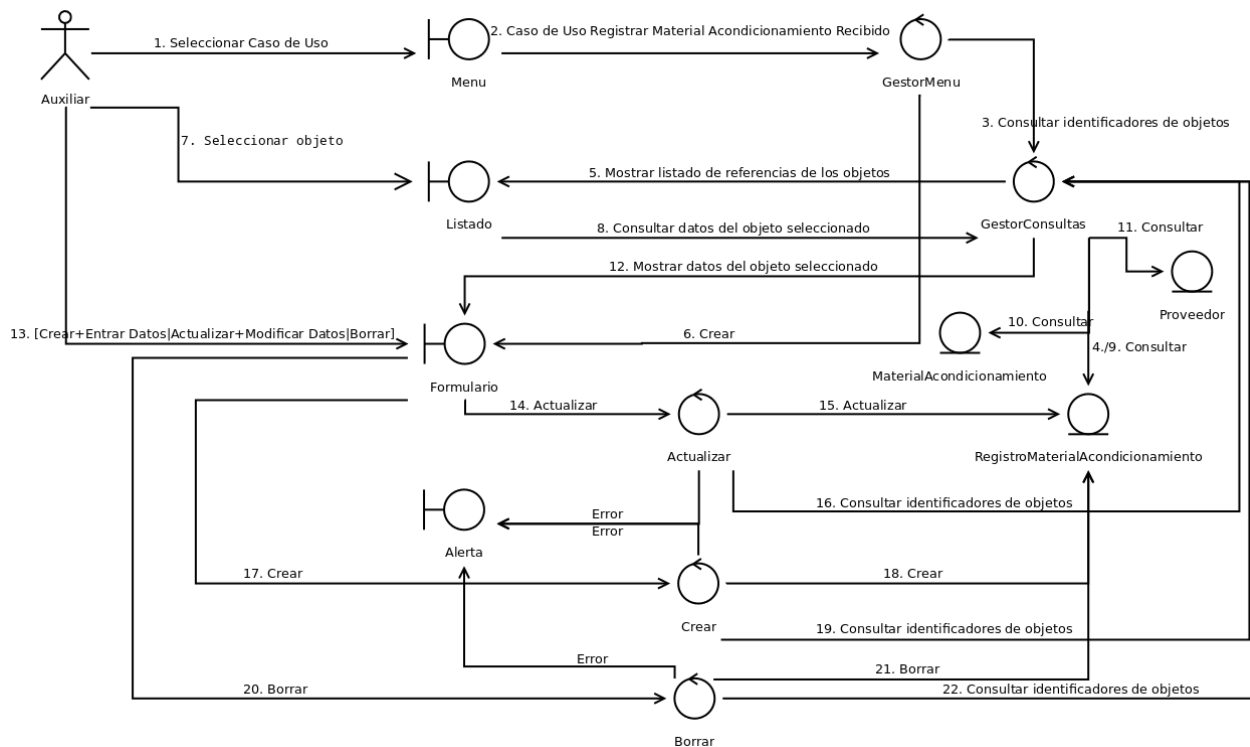 2. Caso de Uso Registrar Material Acondicionamiento Recibido
1. Seleccionar Caso de Uso
Menu
GestorMenu
Auxiliar
3. Consultar identificadores de objetos
7. Seleccionar objeto
5. Mostrar listado de referencias de los objetos
Listado
GestorConsultas
8. Consultar datos del objeto seleccionado
11. Consultar
12. Mostrar datos del objeto seleccionado
Proveedor
10. Consultar
13. [Crear+Entrar Datos|Actualizar+Modificar Datos|Borrar]
6. Crear
4./9. Consultar
MaterialAcondicionamiento
Formulario
14. Actualizar
15. Actualizar
Actualizar
RegistroMaterialAcondicionamiento
16. Consultar identificadores de objetos
Error
Error
Alerta
17. Crear
18. Crear
Crear
19. Consultar identificadores de objetos
Error
21. Borrar
20. Borrar
22. Consultar identificadores de objetos
Borrar